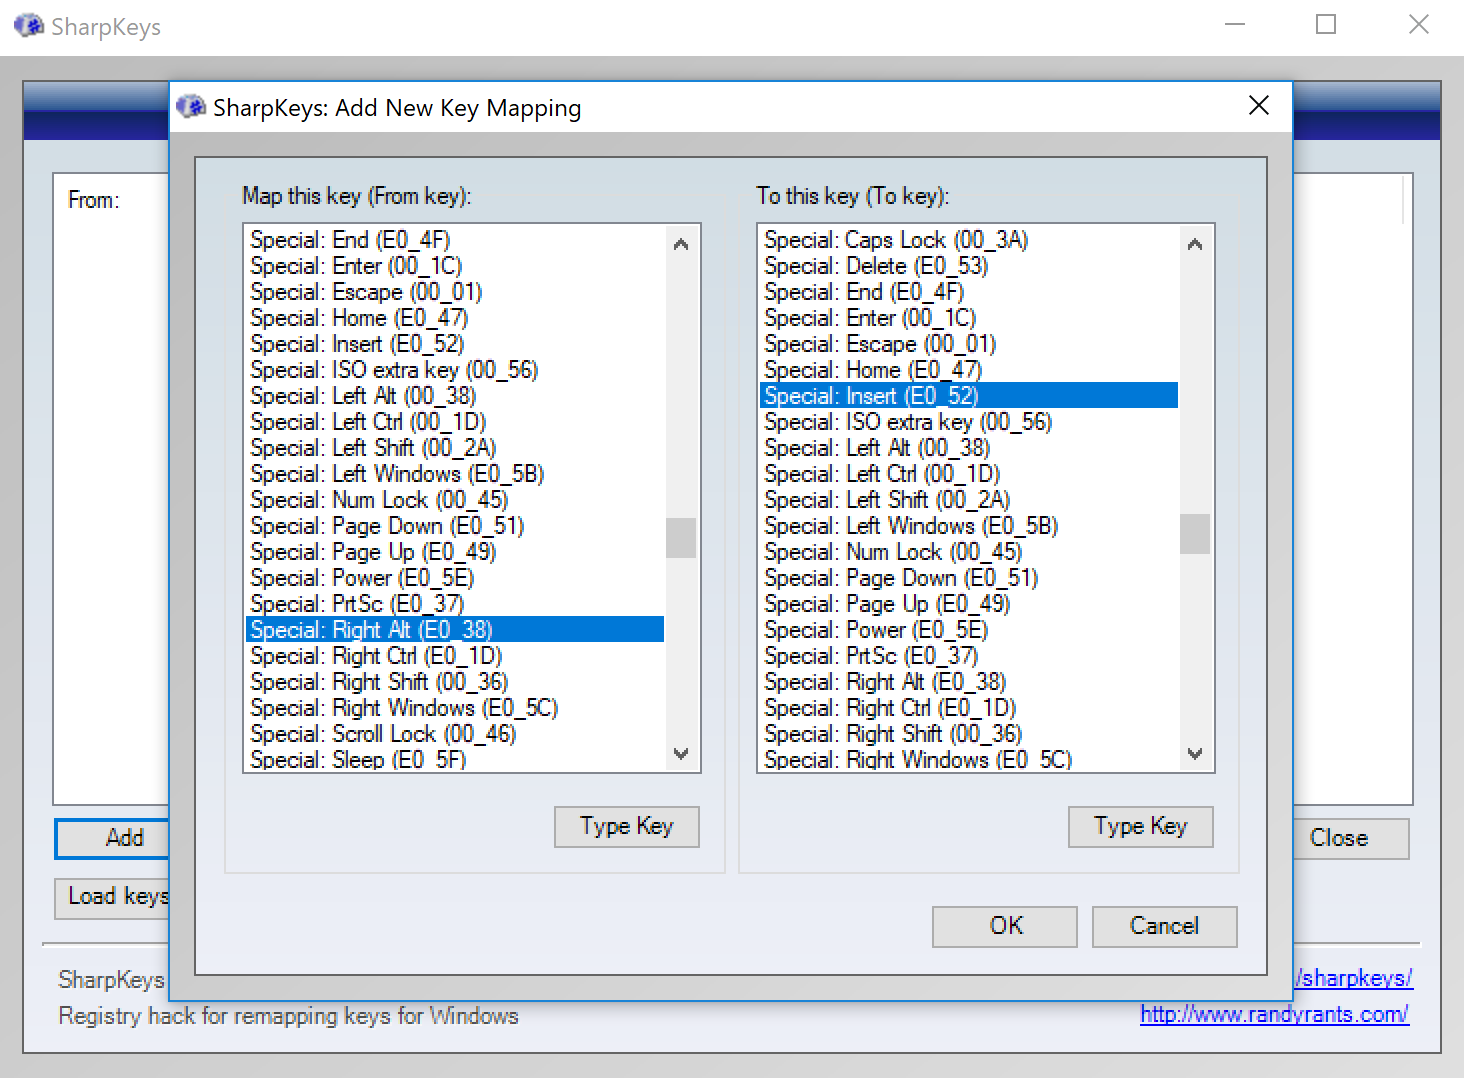 SharpKeys
SharpKeys: Add New Key Mapping
From:
Map this key (From key):
Special: End (E0_4F)
Special: Enter (00_1C)
Special: Escape (00_01)
Special: Home (E0_47)
Special: Insert (E0_52)
Special: ISO extra key (00_56)
Special: Left Alt (00_38)
Special: Left Ctrl (00_1D)
Special: Left Shift (00_2A)
Special: Left Windows (E0_5B)
Special: Num Lock (00_45)
Special: Page Down (E0_51)
Special: Page Up (E0_49)
Special: Power (E0_5E)
Special: PrtSc (E0_37)
Special: Right Alt (E0_38)
Special: Right Ctrl (E0_1D)
Special: Right Shift (00_36)
Special: Right Windows (E0_5C)
Special: Scroll Lock (00_46)
Special: Sleep (E0_5F)
Type Key
To this key (To key):
Special: Caps Lock (00_3A)
Special: Delete (E0_53)
Special: End (E0_4F)
Special: Enter (00_1C)
Special: Escape (00_01)
Special: Home (E0_47)
Special: Insert (E0_52)
Special: ISO extra key (00_56)
Special: Left Alt (00_38)
Special: Left Ctrl (00_1D)
Special: Left Shift (00_2A)
Special: Left Windows (E0_5B)
Special: Num Lock (00_45)
Special: Page Down (E0_51)
Special: Page Up (E0_49)
Special: Power (E0_5E)
Special: PrtSc (E0_37)
Special: Right Alt (E0_38)
Special: Right Ctrl (E0_1D)
Special: Right Shift (00_36)
Special: Right Windows (E0_5C)
Type Key
OK
Cancel
Add
Close
Load keys
SharpKeys
/sharpkeys/
Registry hack for remapping keys for Windows
http://www.randyrants.com/